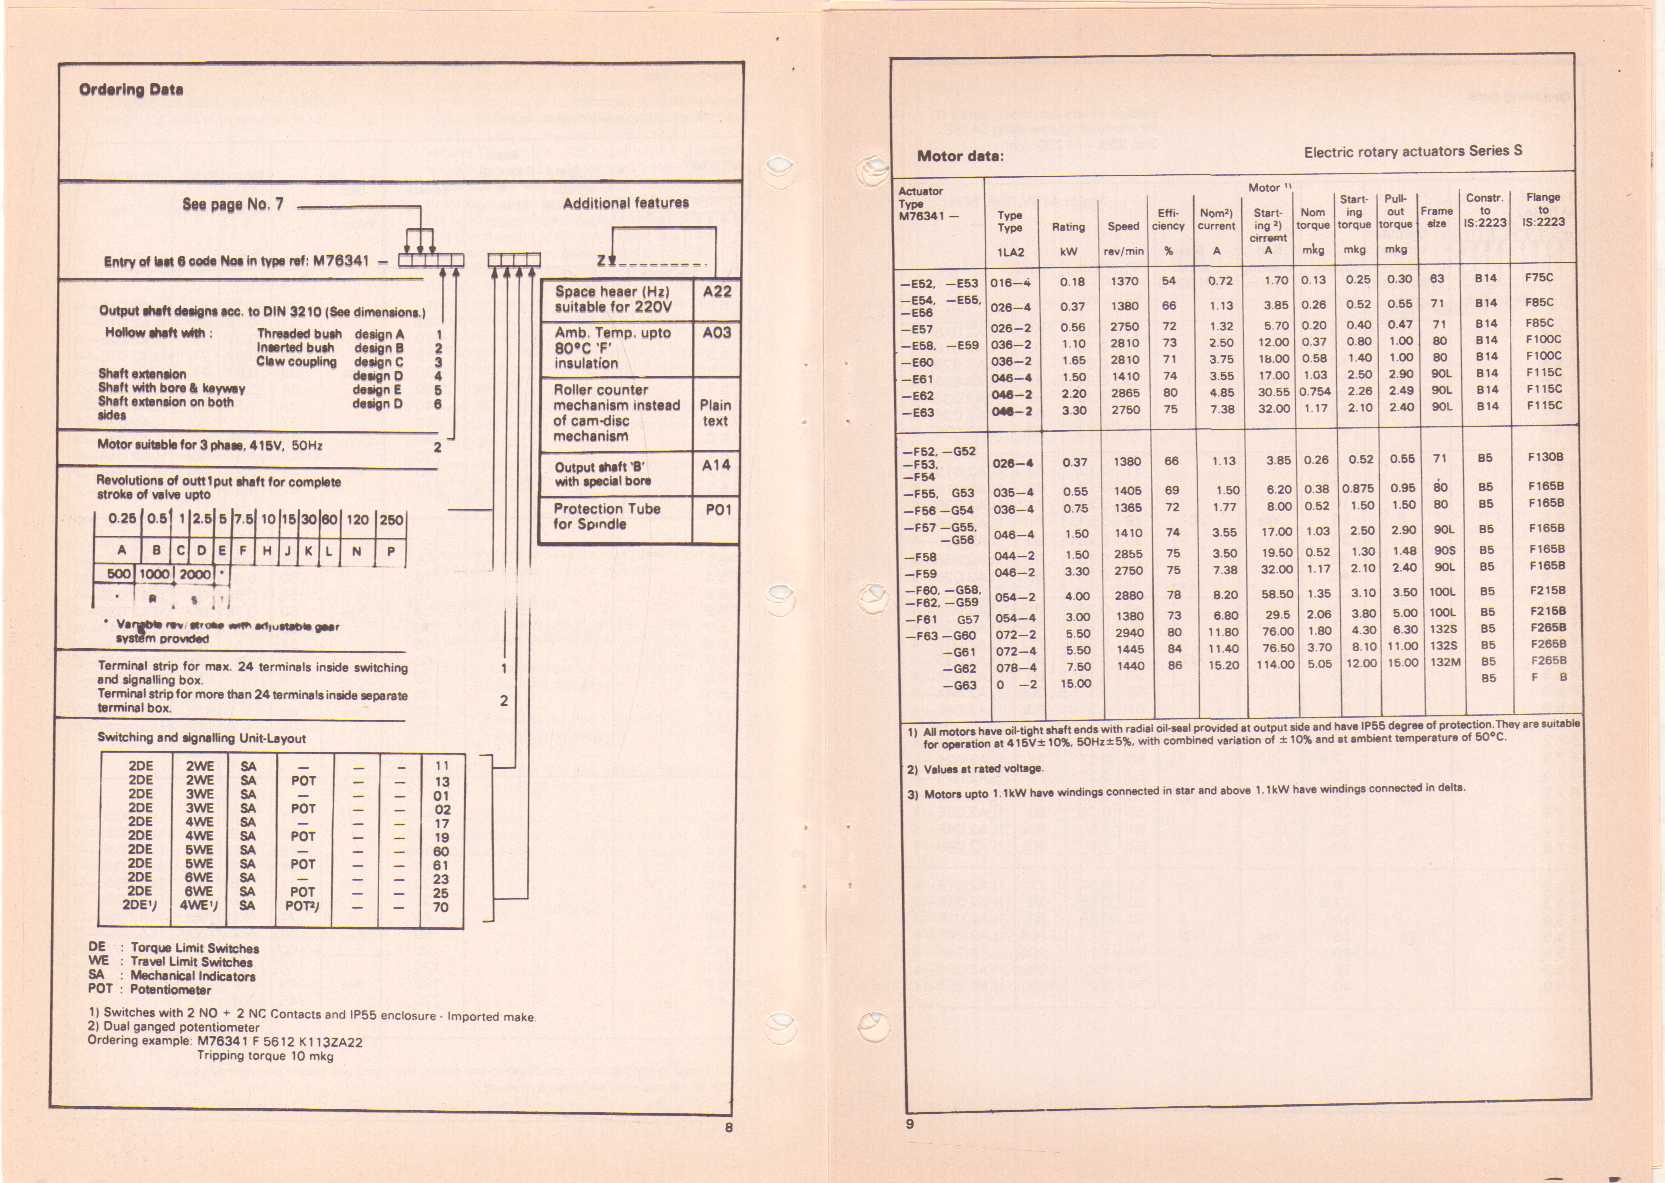 Ordering Data
See page No. 7
Additional features
Entry of last 6 code Nos in type ref: M76341 –
Z
Output shaft designs acc. to DIN 3210 (See dimensions.)
Hollow shaft with : Threaded bush design A 1
Inserted bush design B 2
Claw coupling design C 3
Shaft extension design D 4
Shaft with bore & keyway design E 5
Shaft extension on both design D 6
sides
Motor suitable for 3 phase, 415V, 50Hz 2
Revolutions of outt1put shaft for complete
stroke of valve upto
0.25 0.5 1 2.5 5 7.5 10 15 30 60 120 250
A B C D E F H J K L N P
500 1000 2000 *
* R S
* Variable rev/stroke with adjustable gear
system provided
Terminal strip for max. 24 terminals inside switching 1
and signalling box.
Terminal strip for more than 24 terminals inside separate 2
terminal box.
Switching and signalling Unit-Layout
2DE 2WE SA – – – 11
2DE 2WE SA POT – – 13
2DE 3WE SA – – – 01
2DE 3WE SA POT – – 02
2DE 4WE SA – – – 17
2DE 4WE SA POT – – 19
2DE 5WE SA – – – 60
2DE 5WE SA POT – – 61
2DE 6WE SA – – – 23
2DE 6WE SA POT – – 25
2DE¹) 4WE¹) SA POT²) – – 70
DE : Torque Limit Switches
WE : Travel Limit Switches
SA : Mechanical Indicators
POT : Potentiometer
1) Switches with 2 NO + 2 NC Contacts and IP55 enclosure - Imported make.
2) Dual ganged potentiometer
Ordering example: M76341 F 5612 K113ZA22
Tripping torque 10 mkg
Space heaer (Hz) A22
suitable for 220V
Amb. Temp. upto A03
80°C 'F'
insulation
Roller counter
mechanism instead Plain
of cam-disc text
mechanism
Output shaft 'B' A14
with special bore
Protection Tube P01
for Spindle
8
Motor data:
Electric rotary actuators Series S
Actuator Type M76341 –
Motor ¹⁾
Type Type 1LA2
Rating kW
Speed rev/min
Effi- ciency %
Nom²) current A
Start- ing ²) cirremt A
Nom torque mkg
Start- ing torque mkg
Pull- out torque mkg
Frame size
Constr. to IS:2223
Flange to IS:2223
–E52, –E53 016–4 0.18 1370 54 0.72 1.70 0.13 0.25 0.30 63 B14 F75C
–E54, –E55,
–E56 026–4 0.37 1380 66 1.13 3.85 0.26 0.52 0.55 71 B14 F85C
–E57 026–2 0.56 2750 72 1.32 5.70 0.20 0.40 0.47 71 B14 F85C
–E58, –E59 036–2 1.10 2810 73 2.50 12.00 0.37 0.80 1.00 80 B14 F100C
–E60 036–2 1.65 2810 71 3.75 18.00 0.58 1.40 1.00 80 B14 F100C
–E61 046–4 1.50 1410 74 3.55 17.00 1.03 2.50 2.90 90L B14 F115C
–E62 046–2 2.20 2865 80 4.85 30.55 0.754 2.26 2.49 90L B14 F115C
–E63 046–2 3.30 2750 75 7.38 32.00 1.17 2.10 2.40 90L B14 F115C
–F52, –G52
–F53, 026–4 0.37 1380 66 1.13 3.85 0.26 0.52 0.55 71 B5 F130B
–F54
–F55, G53 035–4 0.55 1405 69 1.50 6.20 0.38 0.875 0.95 80 B5 F165B
–F56 –G54 036–4 0.75 1365 72 1.77 8.00 0.52 1.50 1.50 80 B5 F165B
–F57 –G55,
–G56 046–4 1.50 1410 74 3.55 17.00 1.03 2.50 2.90 90L B5 F165B
–F58 044–2 1.50 2855 75 3.50 19.50 0.52 1.30 1.48 90S B5 F165B
–F59 046–2 3.30 2750 75 7.38 32.00 1.17 2.10 2.40 90L B5 F165B
–F60, –G58,
–F62, –G59 054–2 4.00 2880 78 8.20 58.50 1.35 3.10 3.50 100L B5 F215B
–F61 G57 054–4 3.00 1380 73 6.80 29.5 2.06 3.80 5.00 100L B5 F215B
–F63 –G60 072–2 5.50 2940 80 11.80 76.00 1.80 4.30 6.30 132S B5 F265B
–G61 072–4 5.50 1445 84 11.40 76.50 3.70 8.10 11.00 132S B5 F265B
–G62 078–4 7.50 1440 86 15.20 114.00 5.05 12.00 15.00 132M B5 F265B
–G63 0 –2 15.00 B5 F B
1) All motors have oil-tight shaft ends with radial oil-seal provided at output side and have IP55 degree of protection. They are suitable
for operation at 415V± 10%, 50Hz±5%, with combined variation of ± 10% and at ambient temperature of 50°C.
2) Values at rated voltage.
3) Motors upto 1.1kW have windings connected in star and above 1.1kW have windings connected in delta.
9